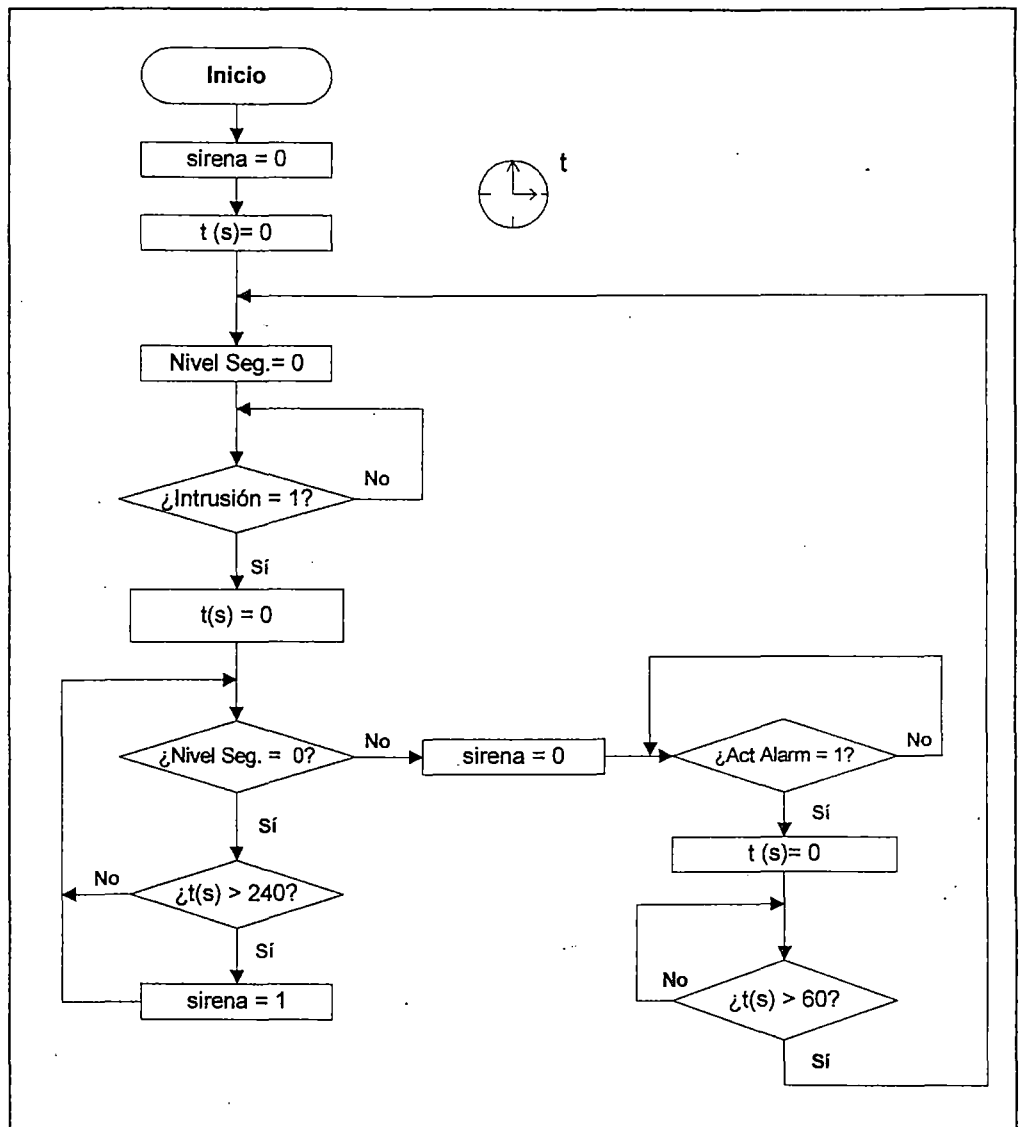 Inicio
sirena = 0
t
t (s)= 0
Nivel Seg.= 0
No
¿Intrusión = 1?
Sí
t(s) = 0
¿Nivel Seg. = 0?
No
sirena = 0
¿Act Alarm = 1?
No
Sí
Sí
t (s)= 0
No
¿t(s) > 240?
Sí
sirena = 1
No
¿t(s) > 60?
Sí